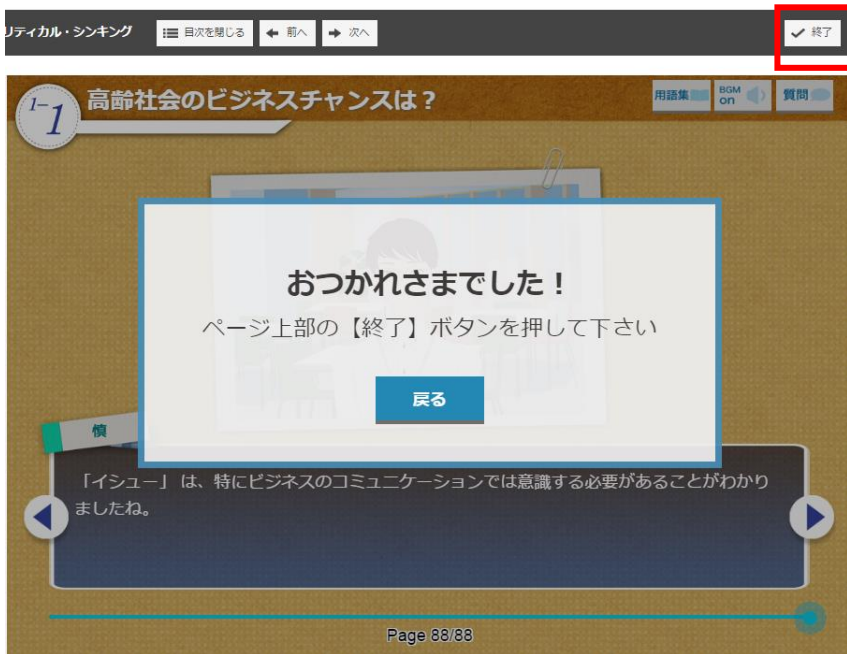 リティカル・シンキング
目次を閉じる
前へ
次へ
終了
1-1
高齢社会のビジネスチャンスは？
用語集
BGM on
質問
おつかれさまでした！
ページ上部の【終了】ボタンを押して下さい
戻る
慎
「イシュー」は、特にビジネスのコミュニケーションでは意識する必要があることがわかり
ましたね。
Page 88/88